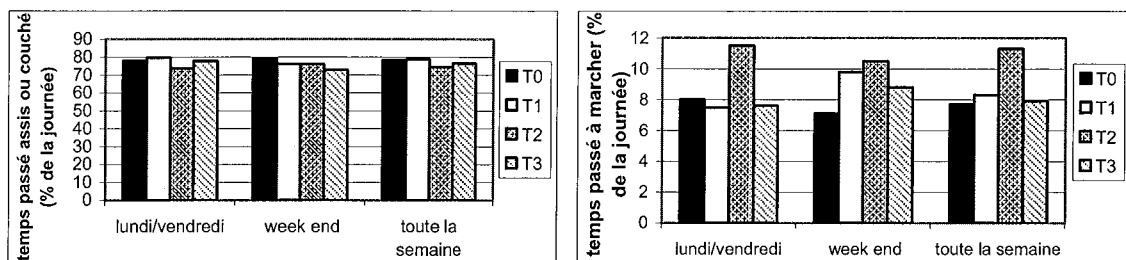 temps passé assis ou couché
(% de la journée)
90
80
70
60
50
40
30
20
10
0
lundi/vendredi
week end
toute la
semaine
T0
T1
T2
T3
temps passé à marcher (%
de la journée)
12
10
8
6
4
2
0
lundi/vendredi
week end
toute la semaine
T0
T1
T2
T3